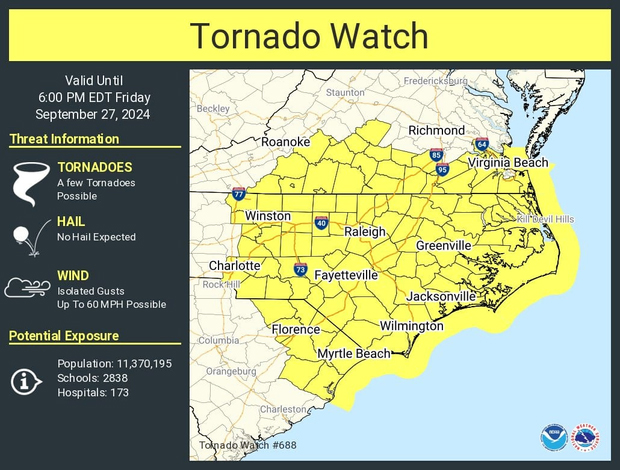 Tornado Watch
Valid Until
6:00 PM EDT Friday
September 27, 2024
Threat Information
TORNADOES
A few Tornadoes
Possible
HAIL
No Hail Expected
WIND
Isolated Gusts
Up To 60 MPH Possible
Potential Exposure
Population: 11,370,195
Schools: 2838
Hospitals: 173
Fredericksburg
Staunton
Beckley
Richmond
Roanoke
64
85
Virginia Beach
95
77
Winston
40
Kill Devil Hills
Raleigh
Greenville
Charlotte
73
Fayetteville
Rock Hill
Jacksonville
Florence
Wilmington
Columbia
Myrtle Beach
Orangeburg
Charleston
Tornado Watch #688
NOAA